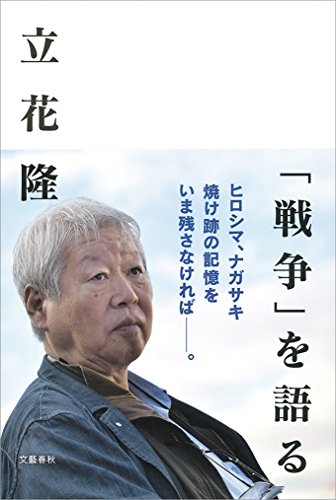 立花隆
「戦争」を語る
ヒロシマ、ナガサキ
焼け跡の記憶を
いま残さなければ──。
文藝春秋